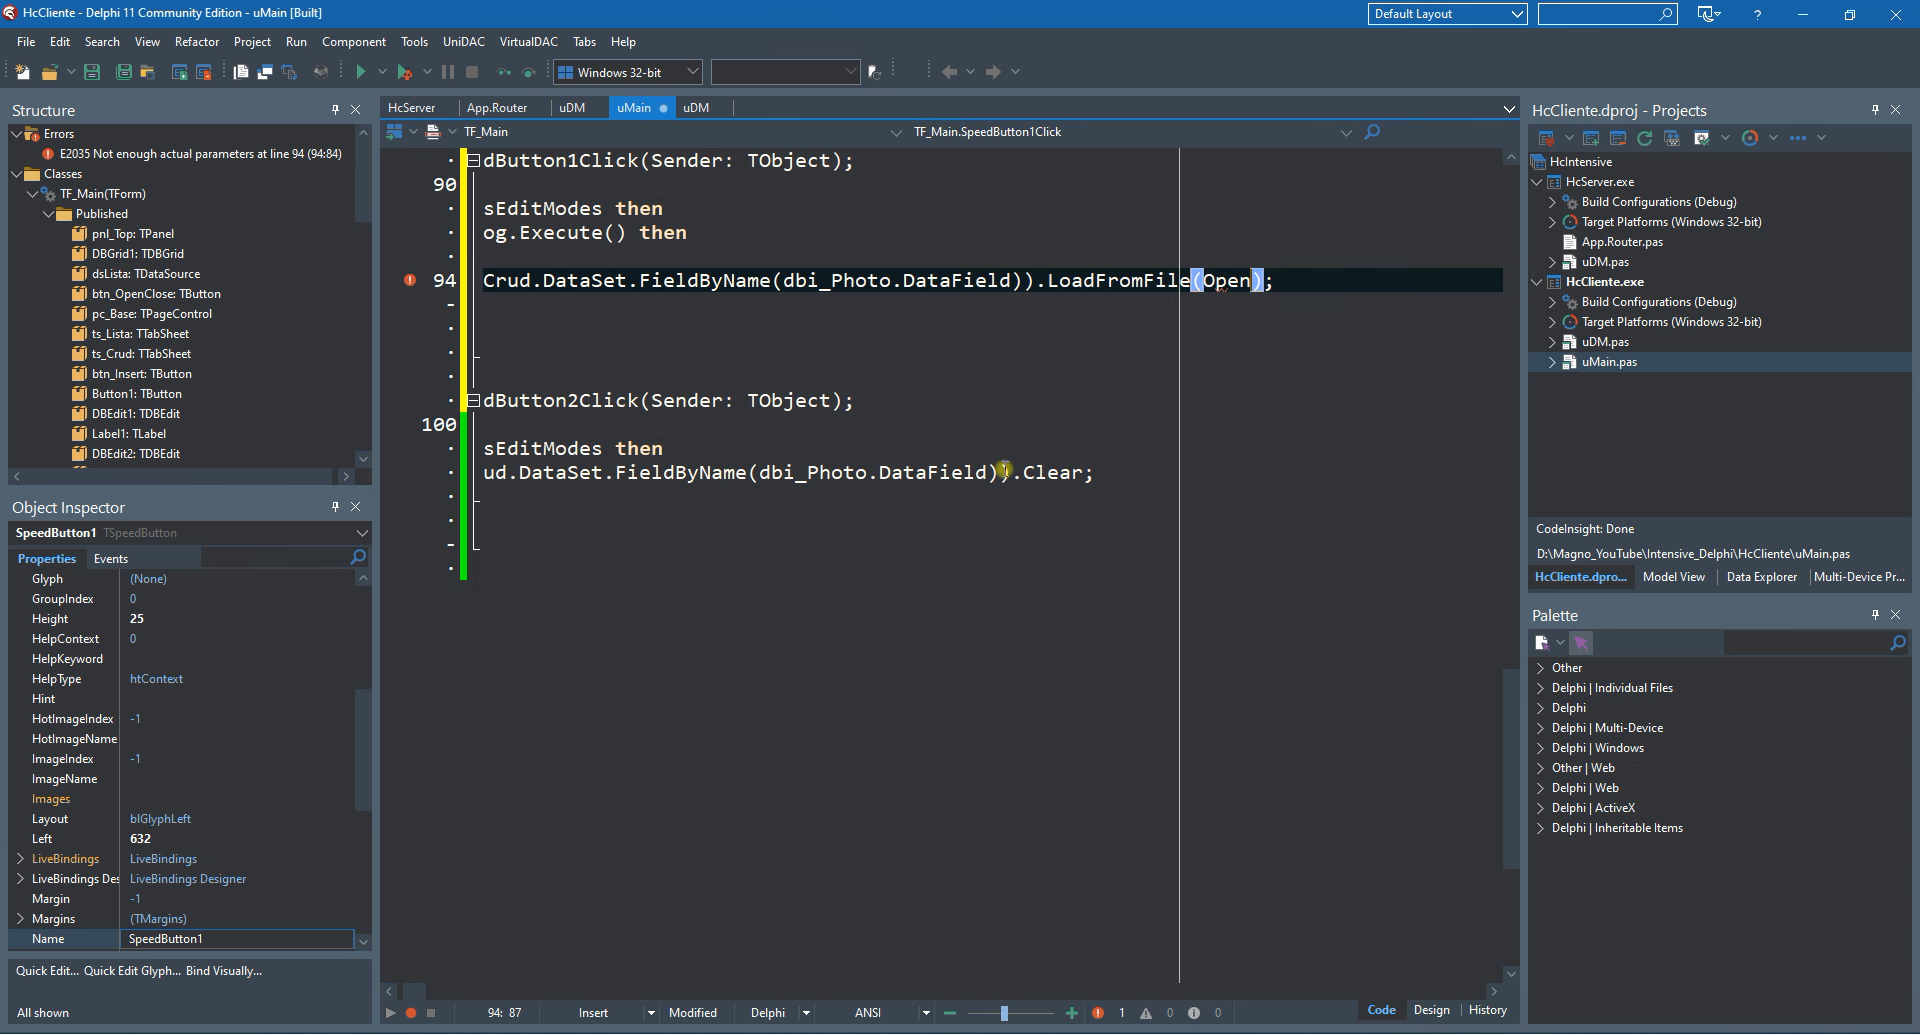 HcCliente - Delphi 11 Community Edition - uMain [Built]
Default Layout
File Edit Search View Refactor Project Run Component Tools UniDAC VirtualDAC Tabs Help
Windows 32-bit
Structure
Errors
E2035 Not enough actual parameters at line 94 (94:84)
Classes
TF_Main(TForm)
Published
pnl_Top: TPanel
DBGrid1: TDBGrid
dsLista: TDataSource
btn_OpenClose: TButton
pc_Base: TPageControl
ts_Lista: TTabSheet
ts_Crud: TTabSheet
btn_Insert: TButton
Button1: TButton
DBEdit1: TDBEdit
Label1: TLabel
DBEdit2: TDBEdit
Object Inspector
SpeedButton1 TSpeedButton
Properties Events
Glyph (None)
GroupIndex 0
Height 25
HelpContext 0
HelpKeyword
HelpType htContext
Hint
HotImageIndex -1
HotImageName
ImageIndex -1
ImageName
Images
Layout blGlyphLeft
Left 632
LiveBindings LiveBindings
LiveBindings Des LiveBindings Designer
Margin -1
Margins (TMargins)
Name SpeedButton1
Quick Edit... Quick Edit Glyph... Bind Visually...
All shown
HcServer App.Router uDM uMain uDM
TF_Main TF_Main.SpeedButton1Click
dButton1Click(Sender: TObject);
90
sEditModes then
og.Execute() then
94 Crud.DataSet.FieldByName(dbi_Photo.DataField)).LoadFromFile(Open);
dButton2Click(Sender: TObject);
100
sEditModes then
ud.DataSet.FieldByName(dbi_Photo.DataField)).Clear;
94: 87 Insert Modified Delphi ANSI 1 0 0 Code Design History
HcCliente.dproj - Projects
HcIntensive
HcServer.exe
Build Configurations (Debug)
Target Platforms (Windows 32-bit)
App.Router.pas
uDM.pas
HcCliente.exe
Build Configurations (Debug)
Target Platforms (Windows 32-bit)
uDM.pas
uMain.pas
CodeInsight: Done
D:\Magno_YouTube\Intensive_Delphi\HcCliente\uMain.pas
HcCliente.dpro... Model View Data Explorer Multi-Device Pr...
Palette
Other
Delphi | Individual Files
Delphi
Delphi | Multi-Device
Delphi | Windows
Other | Web
Delphi | Web
Delphi | ActiveX
Delphi | Inheritable Items